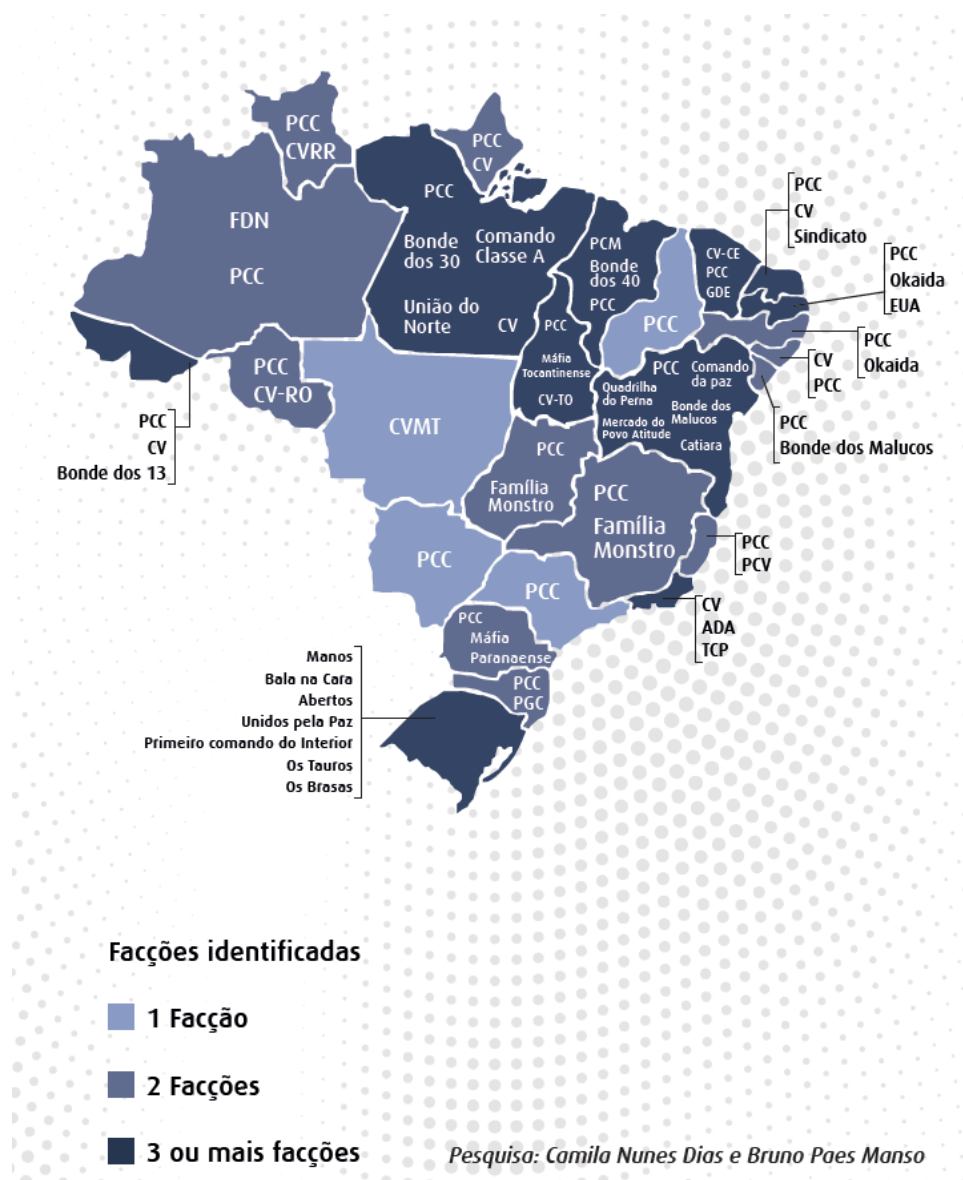 PCC
CVRR
PCC
CV
FDN
PCC
PCC
Bonde
dos 30
Comando
Classe A
União do
Norte
CV
PCM
Bonde
dos 40
PCC
CV-CE
PCC
GDE
PCC
CV
Sindicato
PCC
Okaida
EUA
PCC
Okaida
CV
PCC
PCC
Bonde dos Malucos
PCC
PCC
Máfia
Tocantinense
CV-TO
PCC
Comando
da paz
Quadrilha
do Perna
Bonde dos
Malucos
Mercado do
Povo Atitude
Catiara
PCC
CV-RO
PCC
CV
Bonde dos 13
CVMT
PCC
Família
Monstro
PCC
Família
Monstro
PCC
PCV
PCC
PCC
CV
ADA
TCP
PCC
Máfia
Paranaense
PCC
PGC
Manos
Bala na Cara
Abertos
Unidos pela Paz
Primeiro comando do Interior
Os Tauros
Os Brasas
Facções identificadas
1 Facção
2 Facções
3 ou mais facções
Pesquisa: Camila Nunes Dias e Bruno Paes Manso